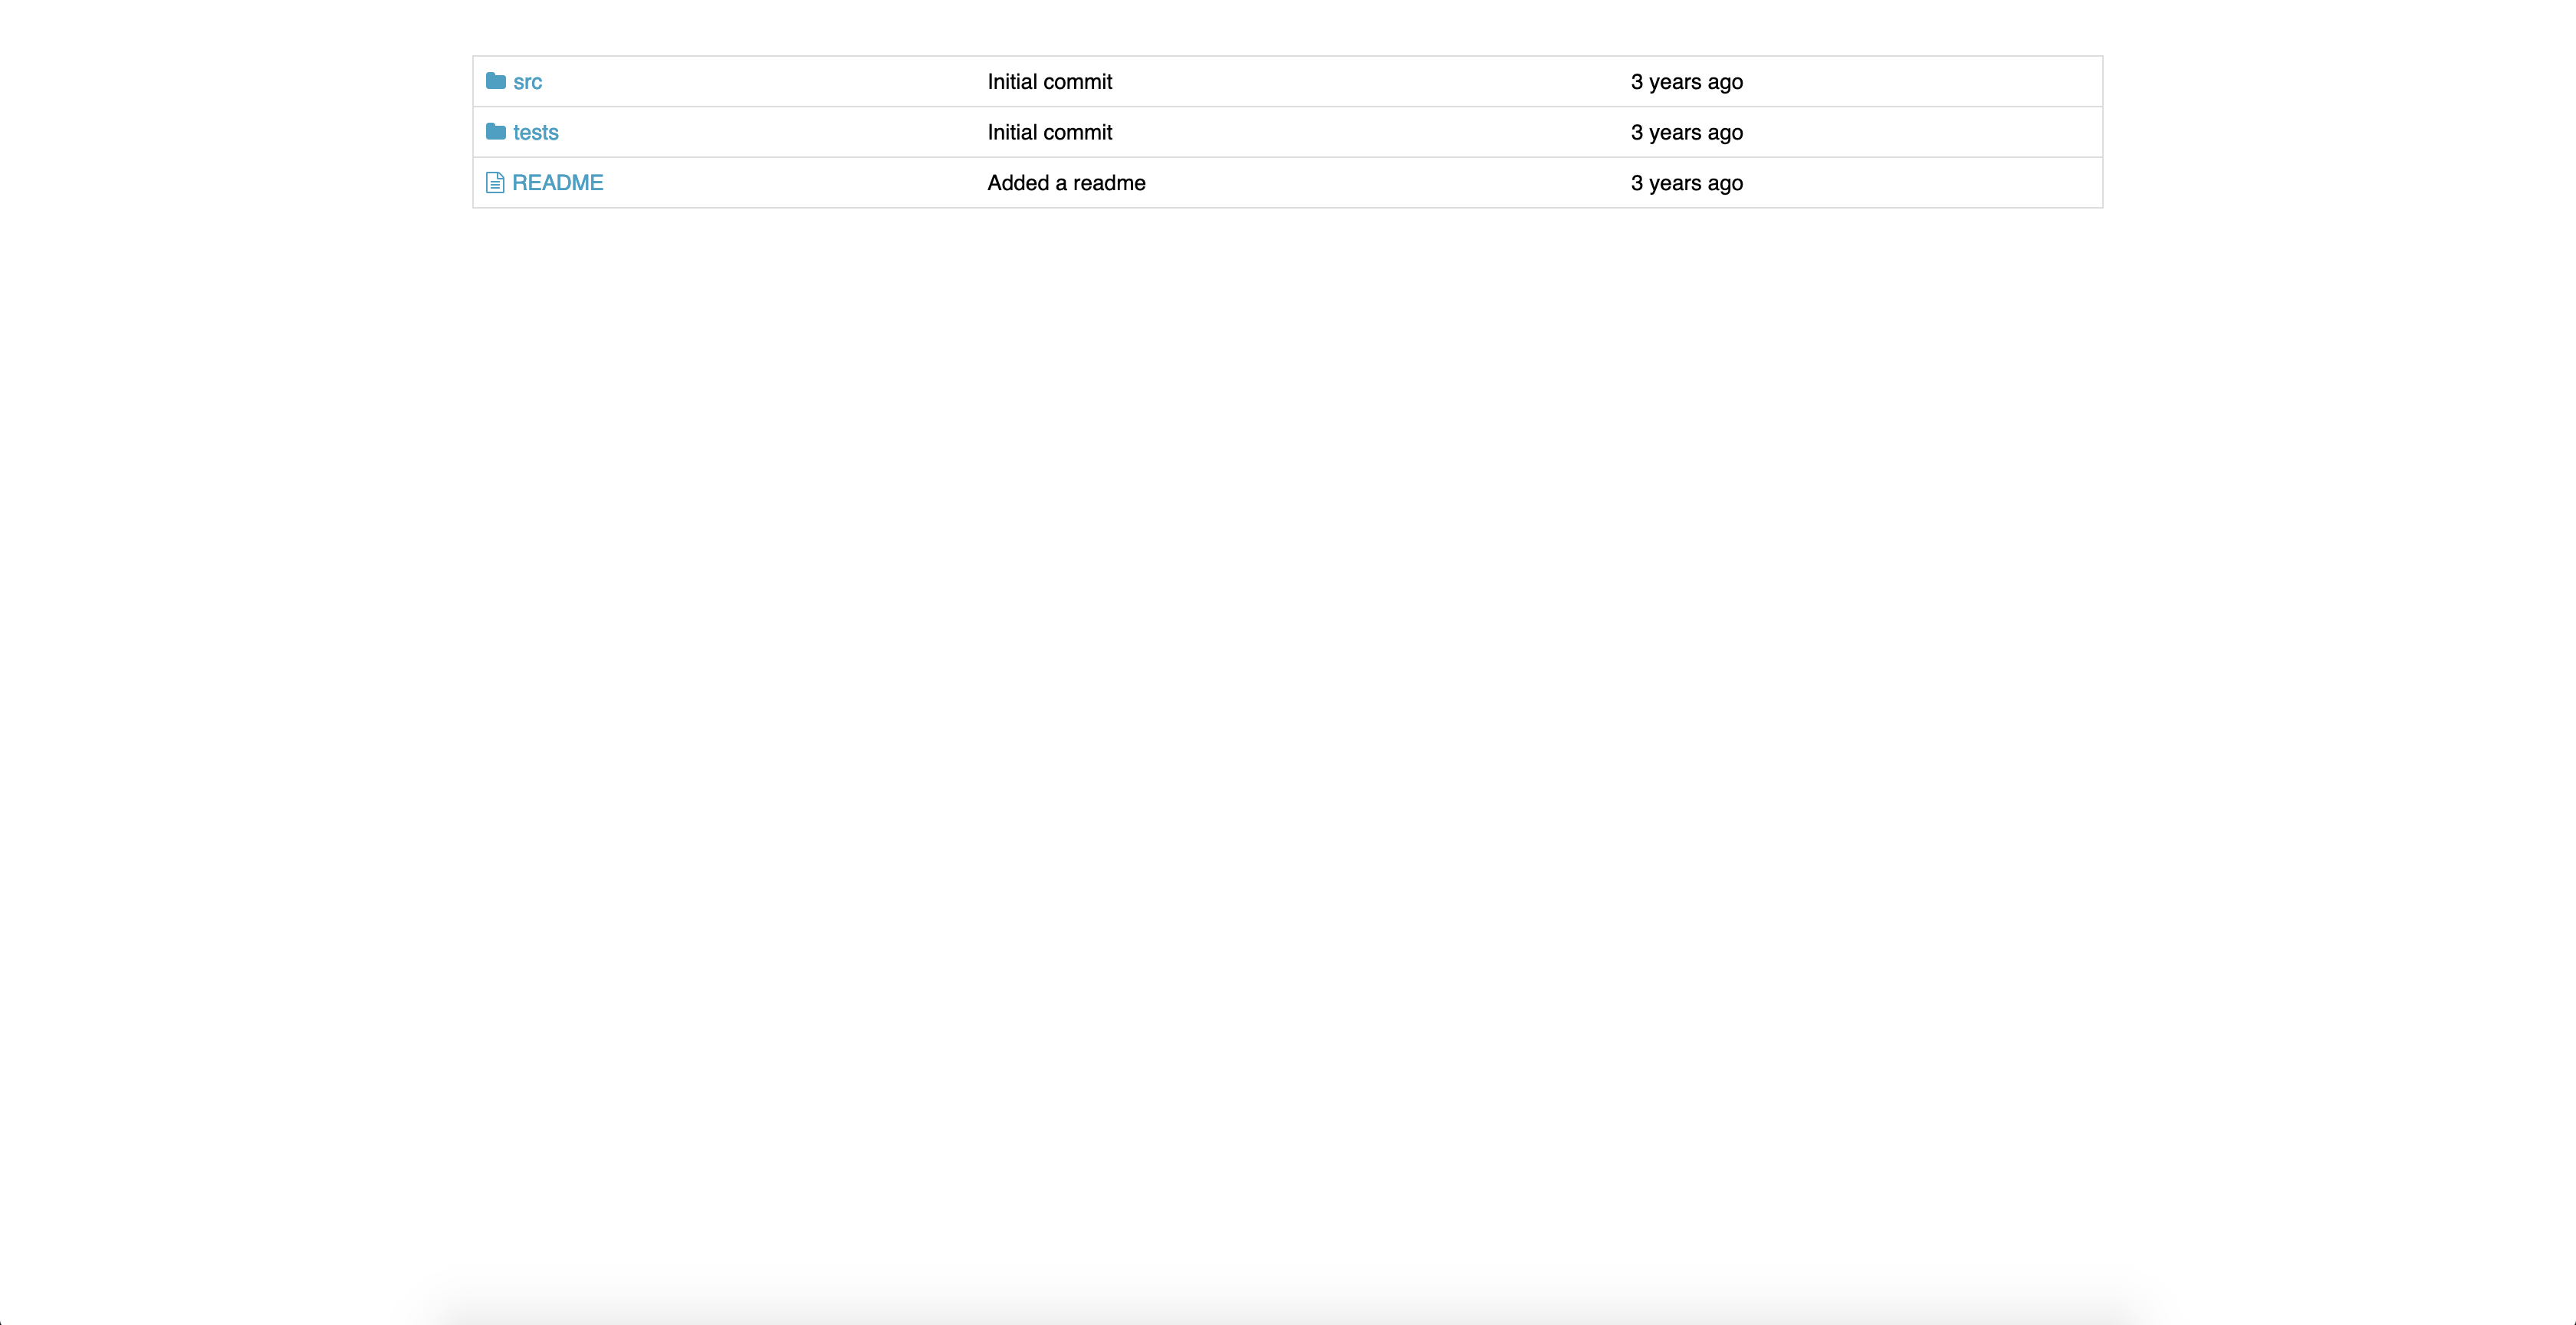 src Initial commit 3 years ago
tests Initial commit 3 years ago
README Added a readme 3 years ago